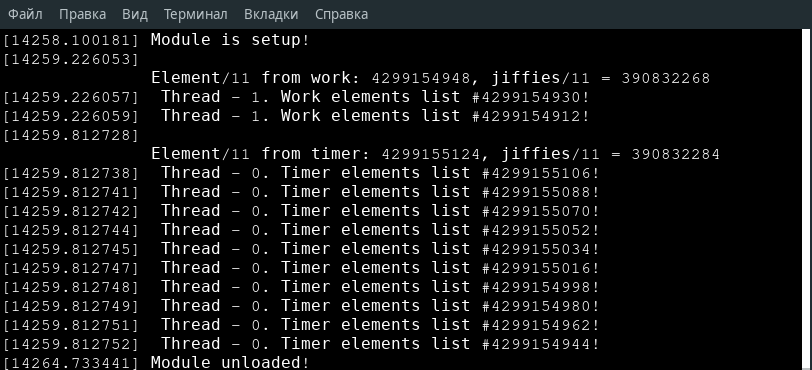 Файл Правка Вид Терминал Вкладки Справка
[14258.100181] Module is setup!
[14259.226053]
Element/11 from work: 4299154948, jiffies/11 = 390832268
[14259.226057]  Thread - 1. Work elements list #4299154930!
[14259.226059]  Thread - 1. Work elements list #4299154912!
[14259.812728]
Element/11 from timer: 4299155124, jiffies/11 = 390832284
[14259.812738]  Thread - 0. Timer elements list #4299155106!
[14259.812741]  Thread - 0. Timer elements list #4299155088!
[14259.812742]  Thread - 0. Timer elements list #4299155070!
[14259.812744]  Thread - 0. Timer elements list #4299155052!
[14259.812745]  Thread - 0. Timer elements list #4299155034!
[14259.812747]  Thread - 0. Timer elements list #4299155016!
[14259.812748]  Thread - 0. Timer elements list #4299154998!
[14259.812749]  Thread - 0. Timer elements list #4299154980!
[14259.812751]  Thread - 0. Timer elements list #4299154962!
[14259.812752]  Thread - 0. Timer elements list #4299154944!
[14264.733441] Module unloaded!